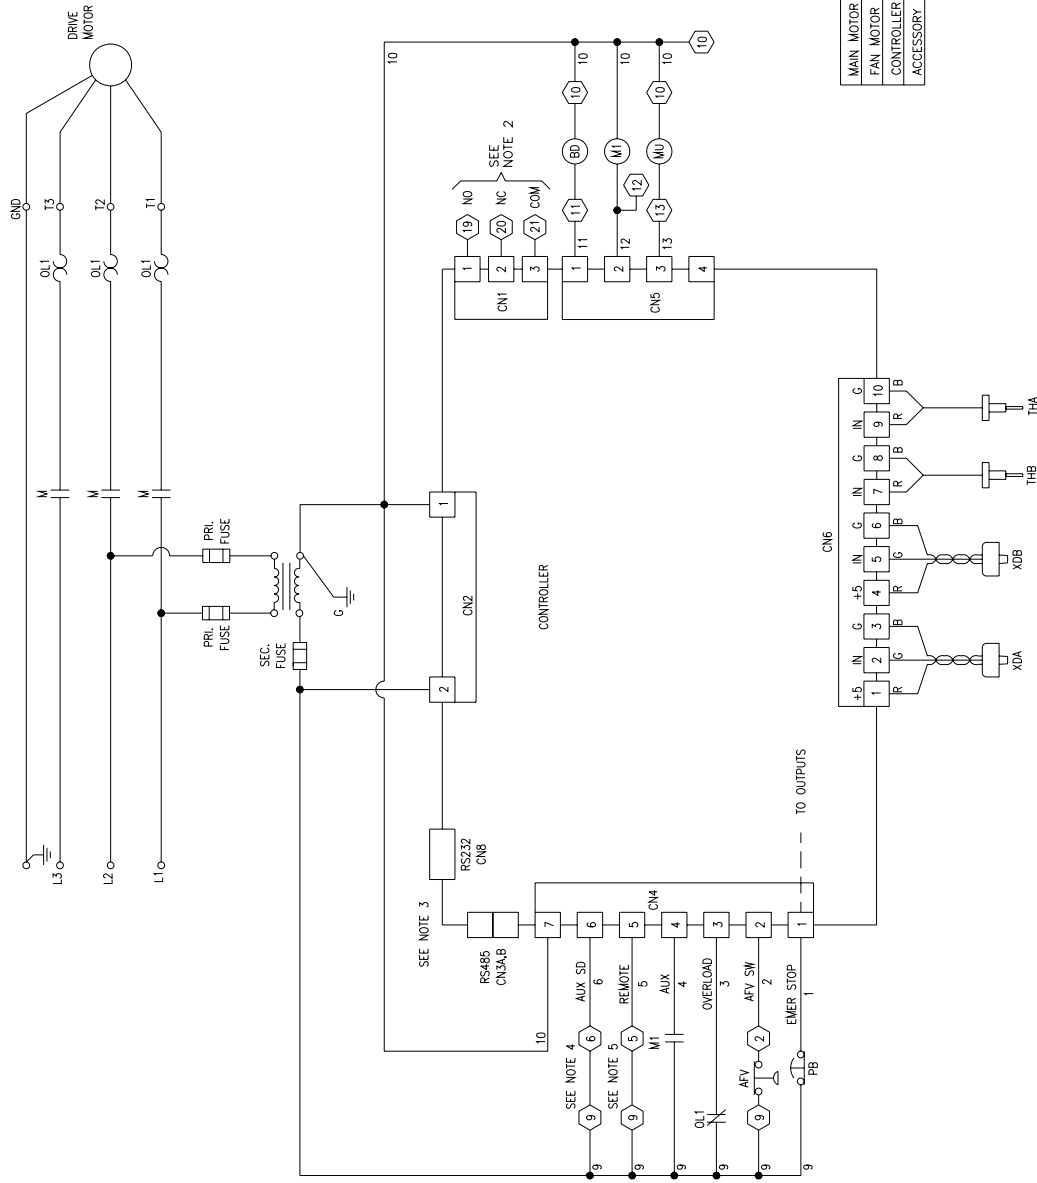 DRIVE
MOTOR
GND
T3
T2
T1
OL1
OL1
OL1
M
M
M
L3
L2
L1
PRI.
FUSE
PRI.
FUSE
SEC.
FUSE
G
10
SEE
NOTE 2
19 NO
20 NC
21 COM
1
2
3
CN1
11
11
BD
10
10
12
12
M1
10
13
13
MU
10
10
10
1
2
3
4
CN5
1
2
CN2
CONTROLLER
RS232
CN8
SEE NOTE 3
RS485
CN3A,B
CN4
7
6
5
4
3
2
1
TO OUTPUTS
10
SEE NOTE 4
9
9
6
AUX SD
6
SEE NOTE 5
9
9
5
REMOTE
5
9
M1
AUX
4
9
OL1
OVERLOAD
3
9
9
AFV
2
AFV SW
2
9
PB
EMER STOP
1
CN6
+5
IN
G
+5
IN
G
IN
G
IN
G
1
2
3
4
5
6
7
8
9
10
R
G
B
R
G
B
R
B
R
B
XDA
XDB
THB
THA
MAIN MOTOR
FAN MOTOR
CONTROLLER
ACCESSORY